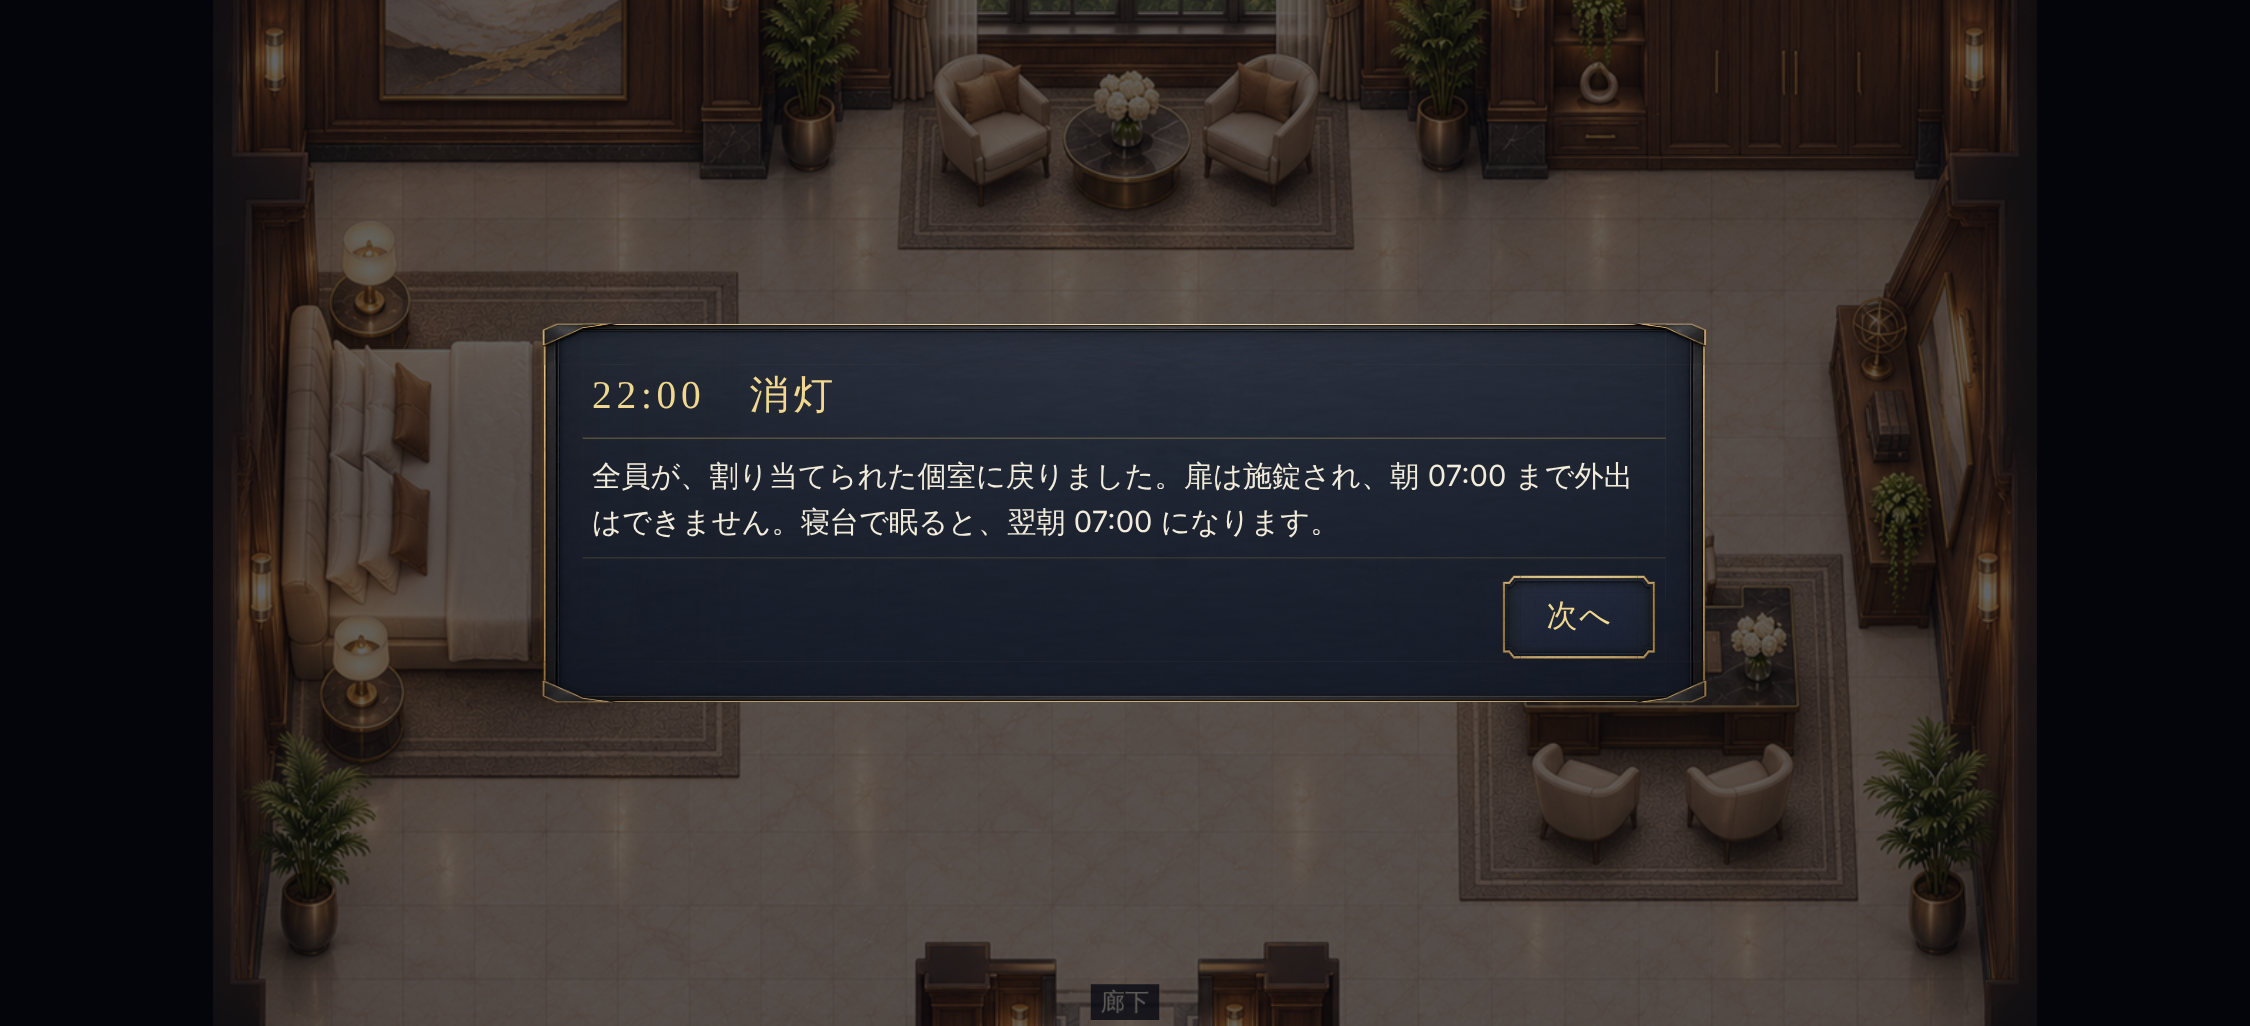 22:00 消灯
全員が、割り当てられた個室に戻りました。扉は施錠され、朝 07:00 まで外出
はできません。寝台で眠ると、翌朝 07:00 になります。
次へ
廊下